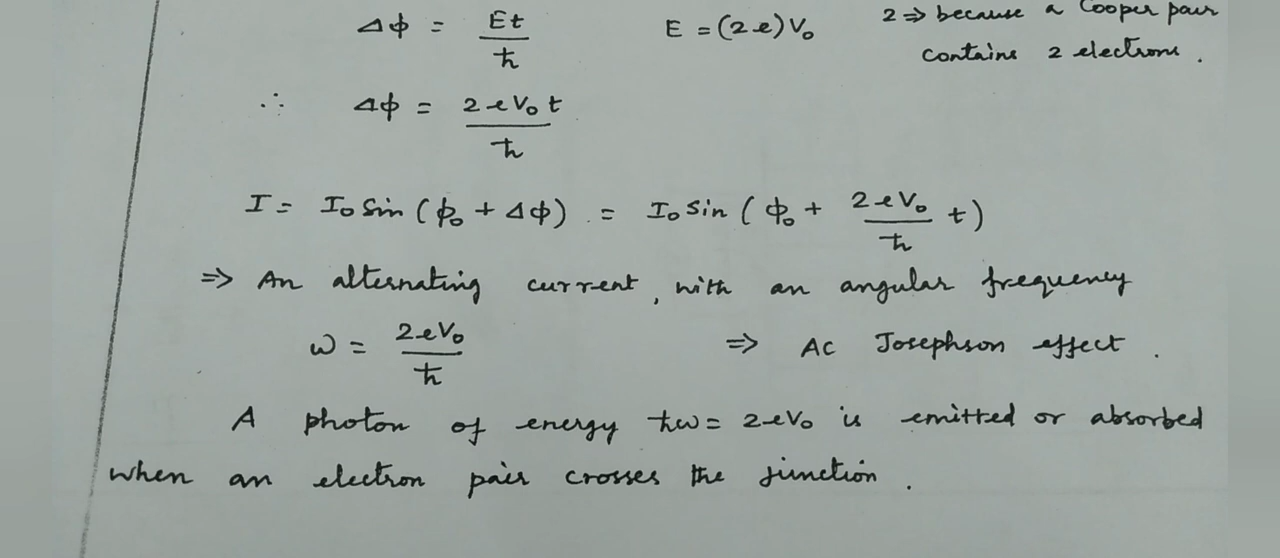 Δϕ = Et/ħ E = (2e)V₀ 2 ⇒ because a Cooper pair
contains 2 electrons.
∴ Δϕ = 2eV₀t/ħ
I = I₀ Sin (ϕ₀ + Δϕ) = I₀ Sin (ϕ₀ + 2eV₀/ħ t)
⇒ An alternating current, with an angular frequency
ω = 2eV₀/ħ ⇒ AC Josephson effect.
A photon of energy ħω = 2eV₀ is emitted or absorbed
when an electron pair crosses the junction.